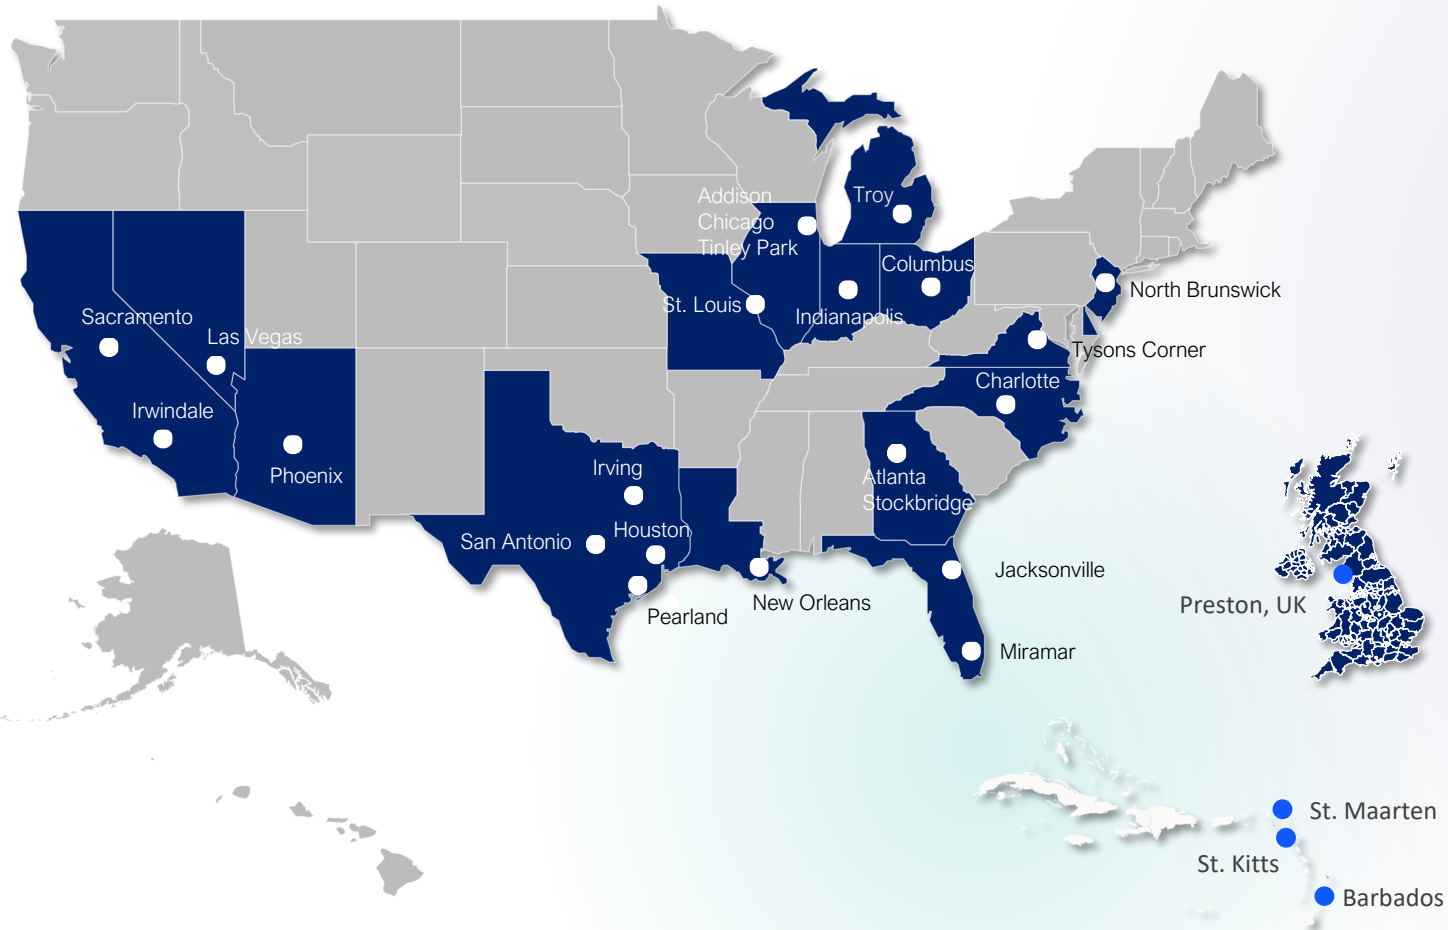 Addison
Chicago
Tinley Park
Troy
Columbus
North Brunswick
St. Louis
Indianapolis
Sacramento
Las Vegas
Tysons Corner
Charlotte
Irwindale
Phoenix
Irving
Atlanta
Stockbridge
Houston
San Antonio
Jacksonville
New Orleans
Pearland
Preston, UK
Miramar
St. Maarten
St. Kitts
Barbados